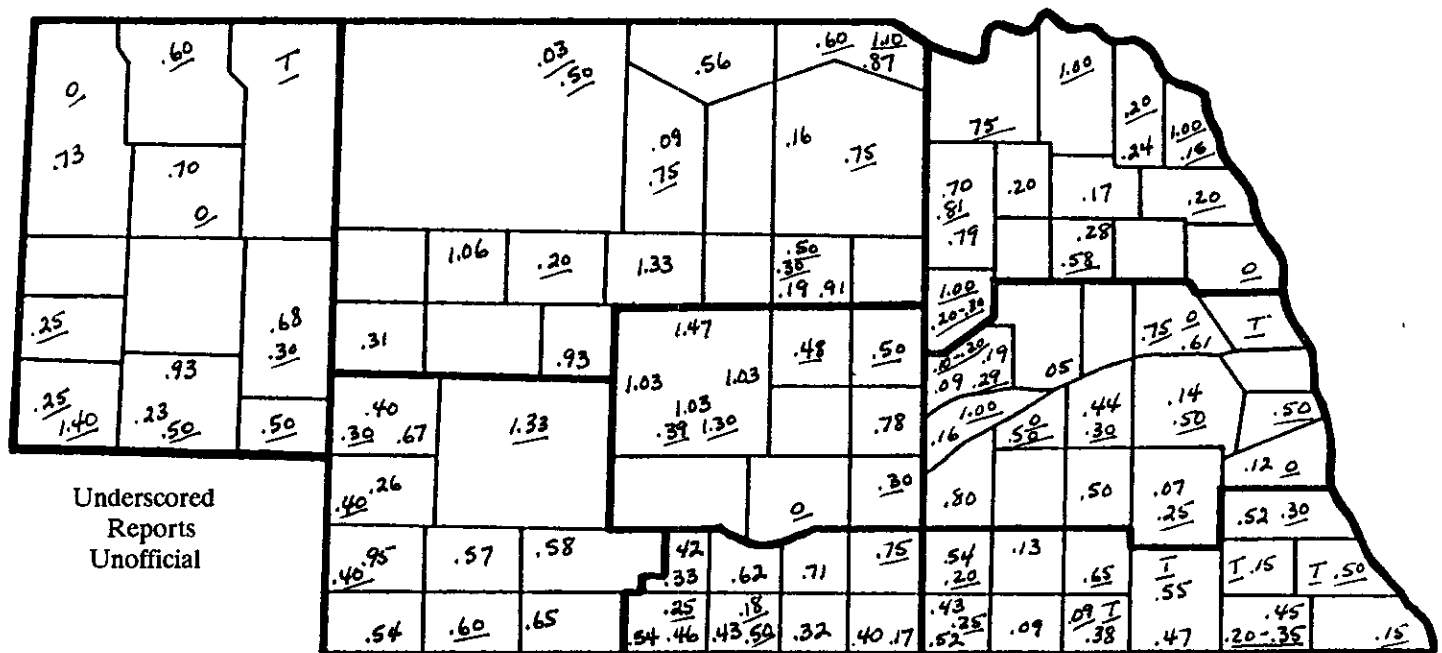 .60 T .03 .50 .56 .60 1.10 .87 1.00
0 .20 1.00
.73 .70 0 .09 .75 .16 .75 75 .24 .16
.70 .81 .79 .20 .17 .20
1.06 .20 1.33 .50 .30 .19 .91 .28 .58 0
.25 .68 .30 .31 .93 1.47 .48 .50 1.00 .20-.30 .75 0 .61 T
.93 1.03 1.03 .10-.20 .19 .09 .29 .05 .14 .50
.25 1.40 .23 .50 .50 .40 .30 .67 1.33 1.03 .39 1.30 .78 .16 1.00 .50 .44 .30 .50
.40 .26 0 .30 .80 .50 .07 .25 .12 0
Underscored
Reports
Unofficial
.52 .30
.40 .95 .57 .58 .42 .33 .62 .71 .75 .54 .20 .13 .65 T .55 T .15 T .50
.54 .60 .65 .25 .54 .46 .18 .43 .50 .32 .40 .17 .43 .25 .52 .09 .09 T .38 .47 .45 .20-.35 .15